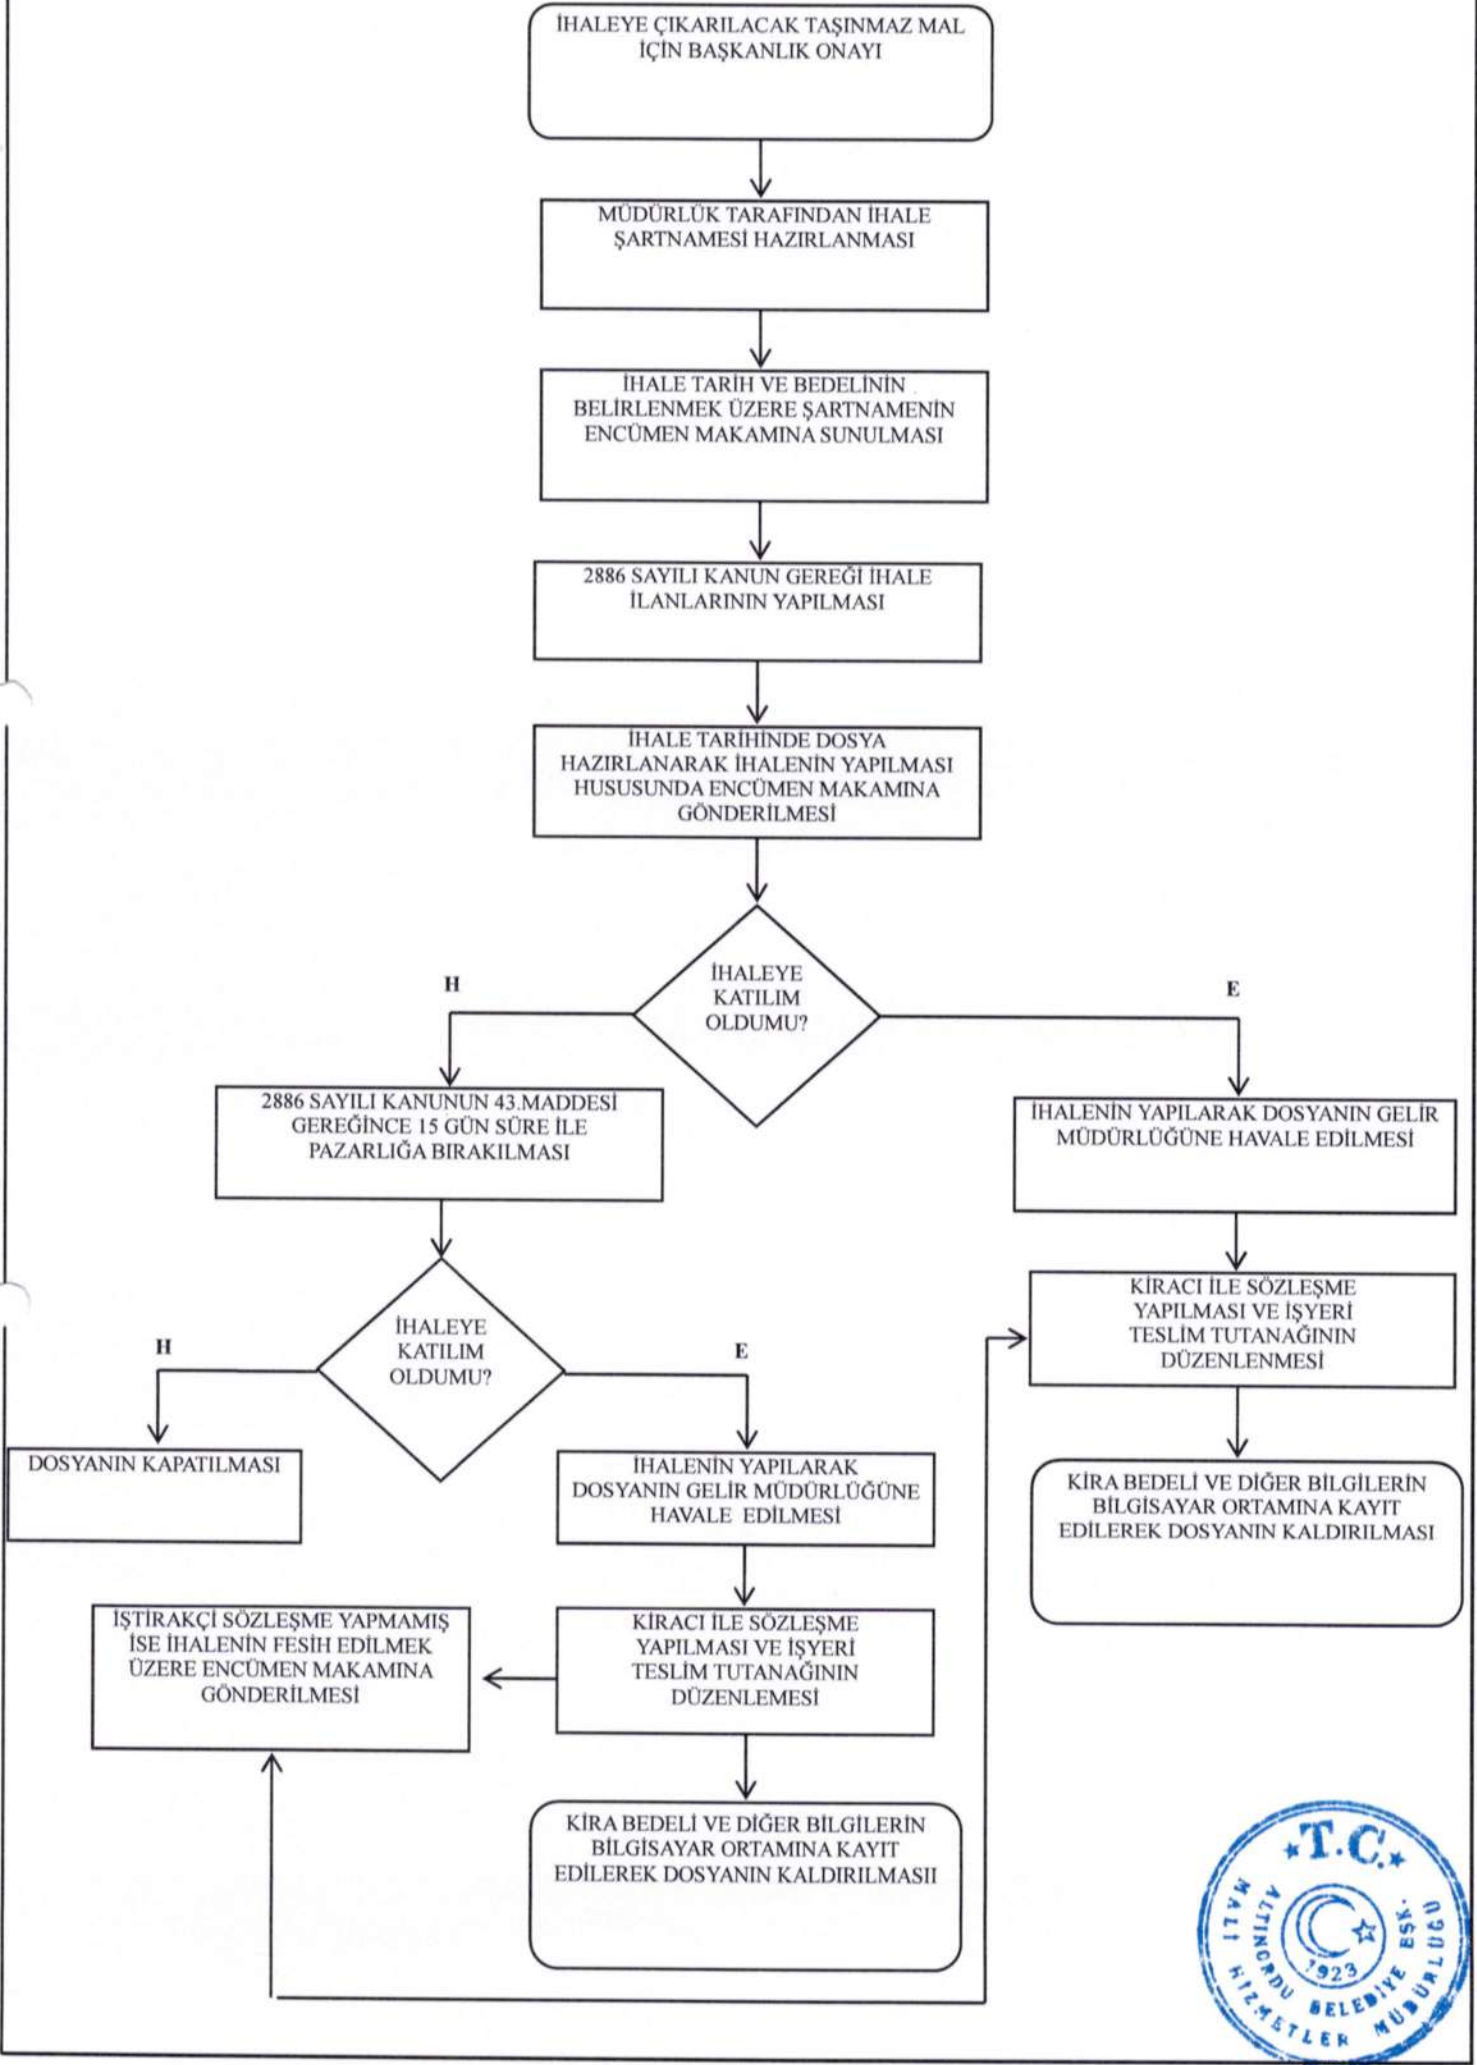 İHALEYE ÇIKARILACAK TAŞINMAZ MAL
İÇİN BAŞKANLIK ONAYI
MÜDÜRLÜK TARAFINDAN İHALE
ŞARTNAMESİ HAZIRLANMASI
İHALE TARİH VE BEDELİNİN
BELİRLENMEK ÜZERE ŞARTNAMENİN
ENCÜMEN MAKAMINA SUNULMASI
2886 SAYILI KANUN GEREĞİ İHALE
İLANLARININ YAPILMASI
İHALE TARİHİNDE DOSYA
HAZIRLANARAK İHALENİN YAPILMASI
HUSUSUNDA ENCÜMEN MAKAMINA
GÖNDERİLMESİ
İHALEYE
KATILIM
OLDUMU?
H
E
2886 SAYILI KANUNUN 43.MADDESİ
GEREĞİNCE 15 GÜN SÜRE İLE
PAZARLIĞA BIRAKILMASI
İHALENİN YAPILARAK DOSYANIN GELİR
MÜDÜRLÜĞÜNE HAVALE EDİLMESİ
KİRACI İLE SÖZLEŞME
YAPILMASI VE İŞYERİ
TESLİM TUTANAĞININ
DÜZENLENMESİ
İHALEYE
KATILIM
OLDUMU?
H
E
DOSYANIN KAPATILMASI
İHALENİN YAPILARAK
DOSYANIN GELİR MÜDÜRLÜĞÜNE
HAVALE EDİLMESİ
KİRA BEDELİ VE DİĞER BİLGİLERİN
BİLGİSAYAR ORTAMINA KAYIT
EDİLEREK DOSYANIN KALDIRILMASI
İŞTİRAKÇİ SÖZLEŞME YAPMAMIŞ
İSE İHALENİN FESİH EDİLMEK
ÜZERE ENCÜMEN MAKAMINA
GÖNDERİLMESİ
KİRACI İLE SÖZLEŞME
YAPILMASI VE İŞYERİ
TESLİM TUTANAĞININ
DÜZENLEMESİ
KİRA BEDELİ VE DİĞER BİLGİLERİN
BİLGİSAYAR ORTAMINA KAYIT
EDİLEREK DOSYANIN KALDIRILMASII
T.C.
ALTINORDU BELEDİYE BŞK.
MALİ HİZMETLER MÜDÜRLÜĞÜ
1923